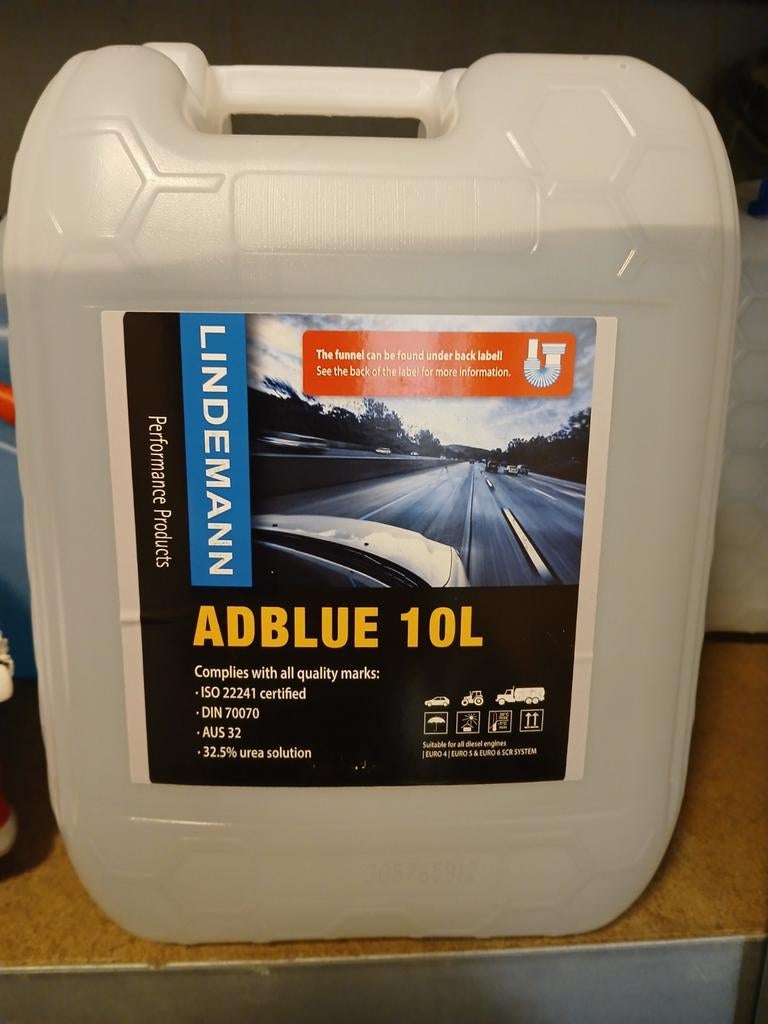 The funnel can be found under back label!
See the back of the label for more information.
LINDEMANN
Performance Products
ADBLUE 10L
Complies with all quality marks:
· ISO 22241 certified
· DIN 70070
· AUS 32
· 32.5% urea solution
Suitable for all diesel engines
| EURO 4 | EURO 5 & EURO 6 SCR SYSTEM